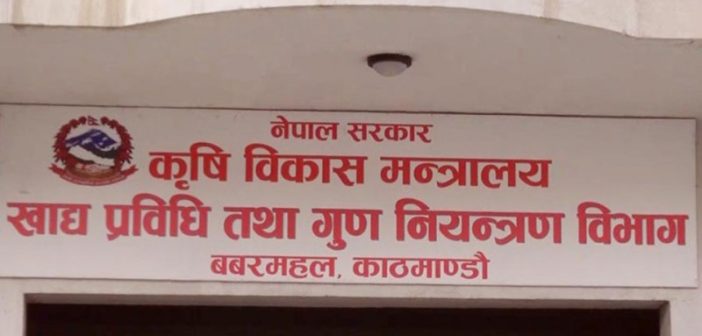 नेपाल सरकार
कृषि विकास मन्त्रालय
खाद्य प्रविधि तथा गुण नियन्त्रण विभाग
बबरमहल, काठमाण्डौ